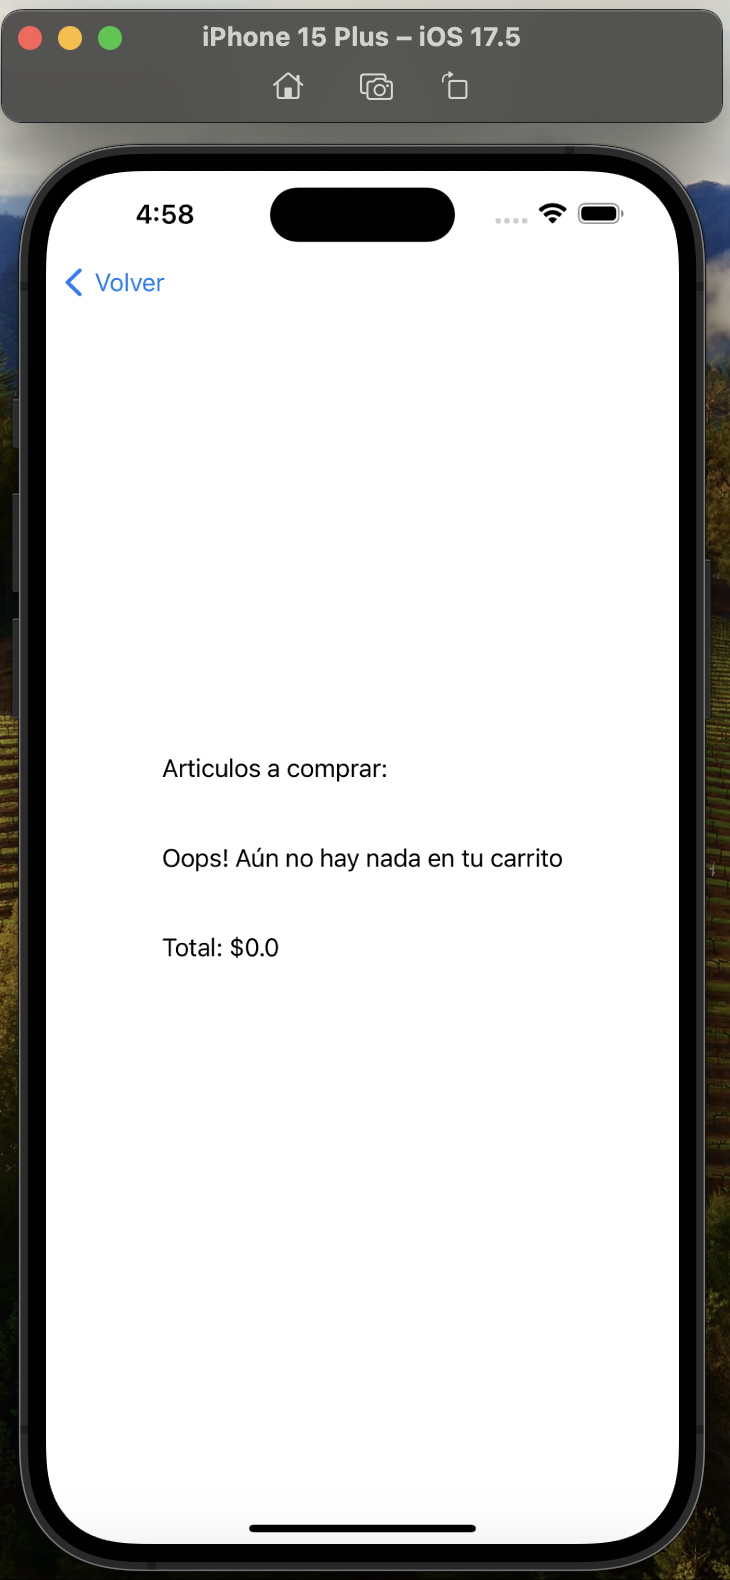 iPhone 15 Plus – iOS 17.5
4:58
Volver
Articulos a comprar:
Oops! Aún no hay nada en tu carrito
Total: $0.0